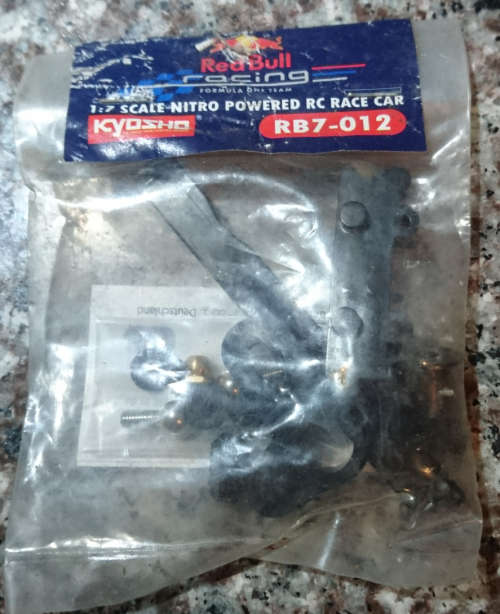 Red Bull
racing
FORMULA ONE TEAM
1:7 SCALE NITRO POWERED RC RACE CAR
KYOSHO
RB7-012
Deutschland